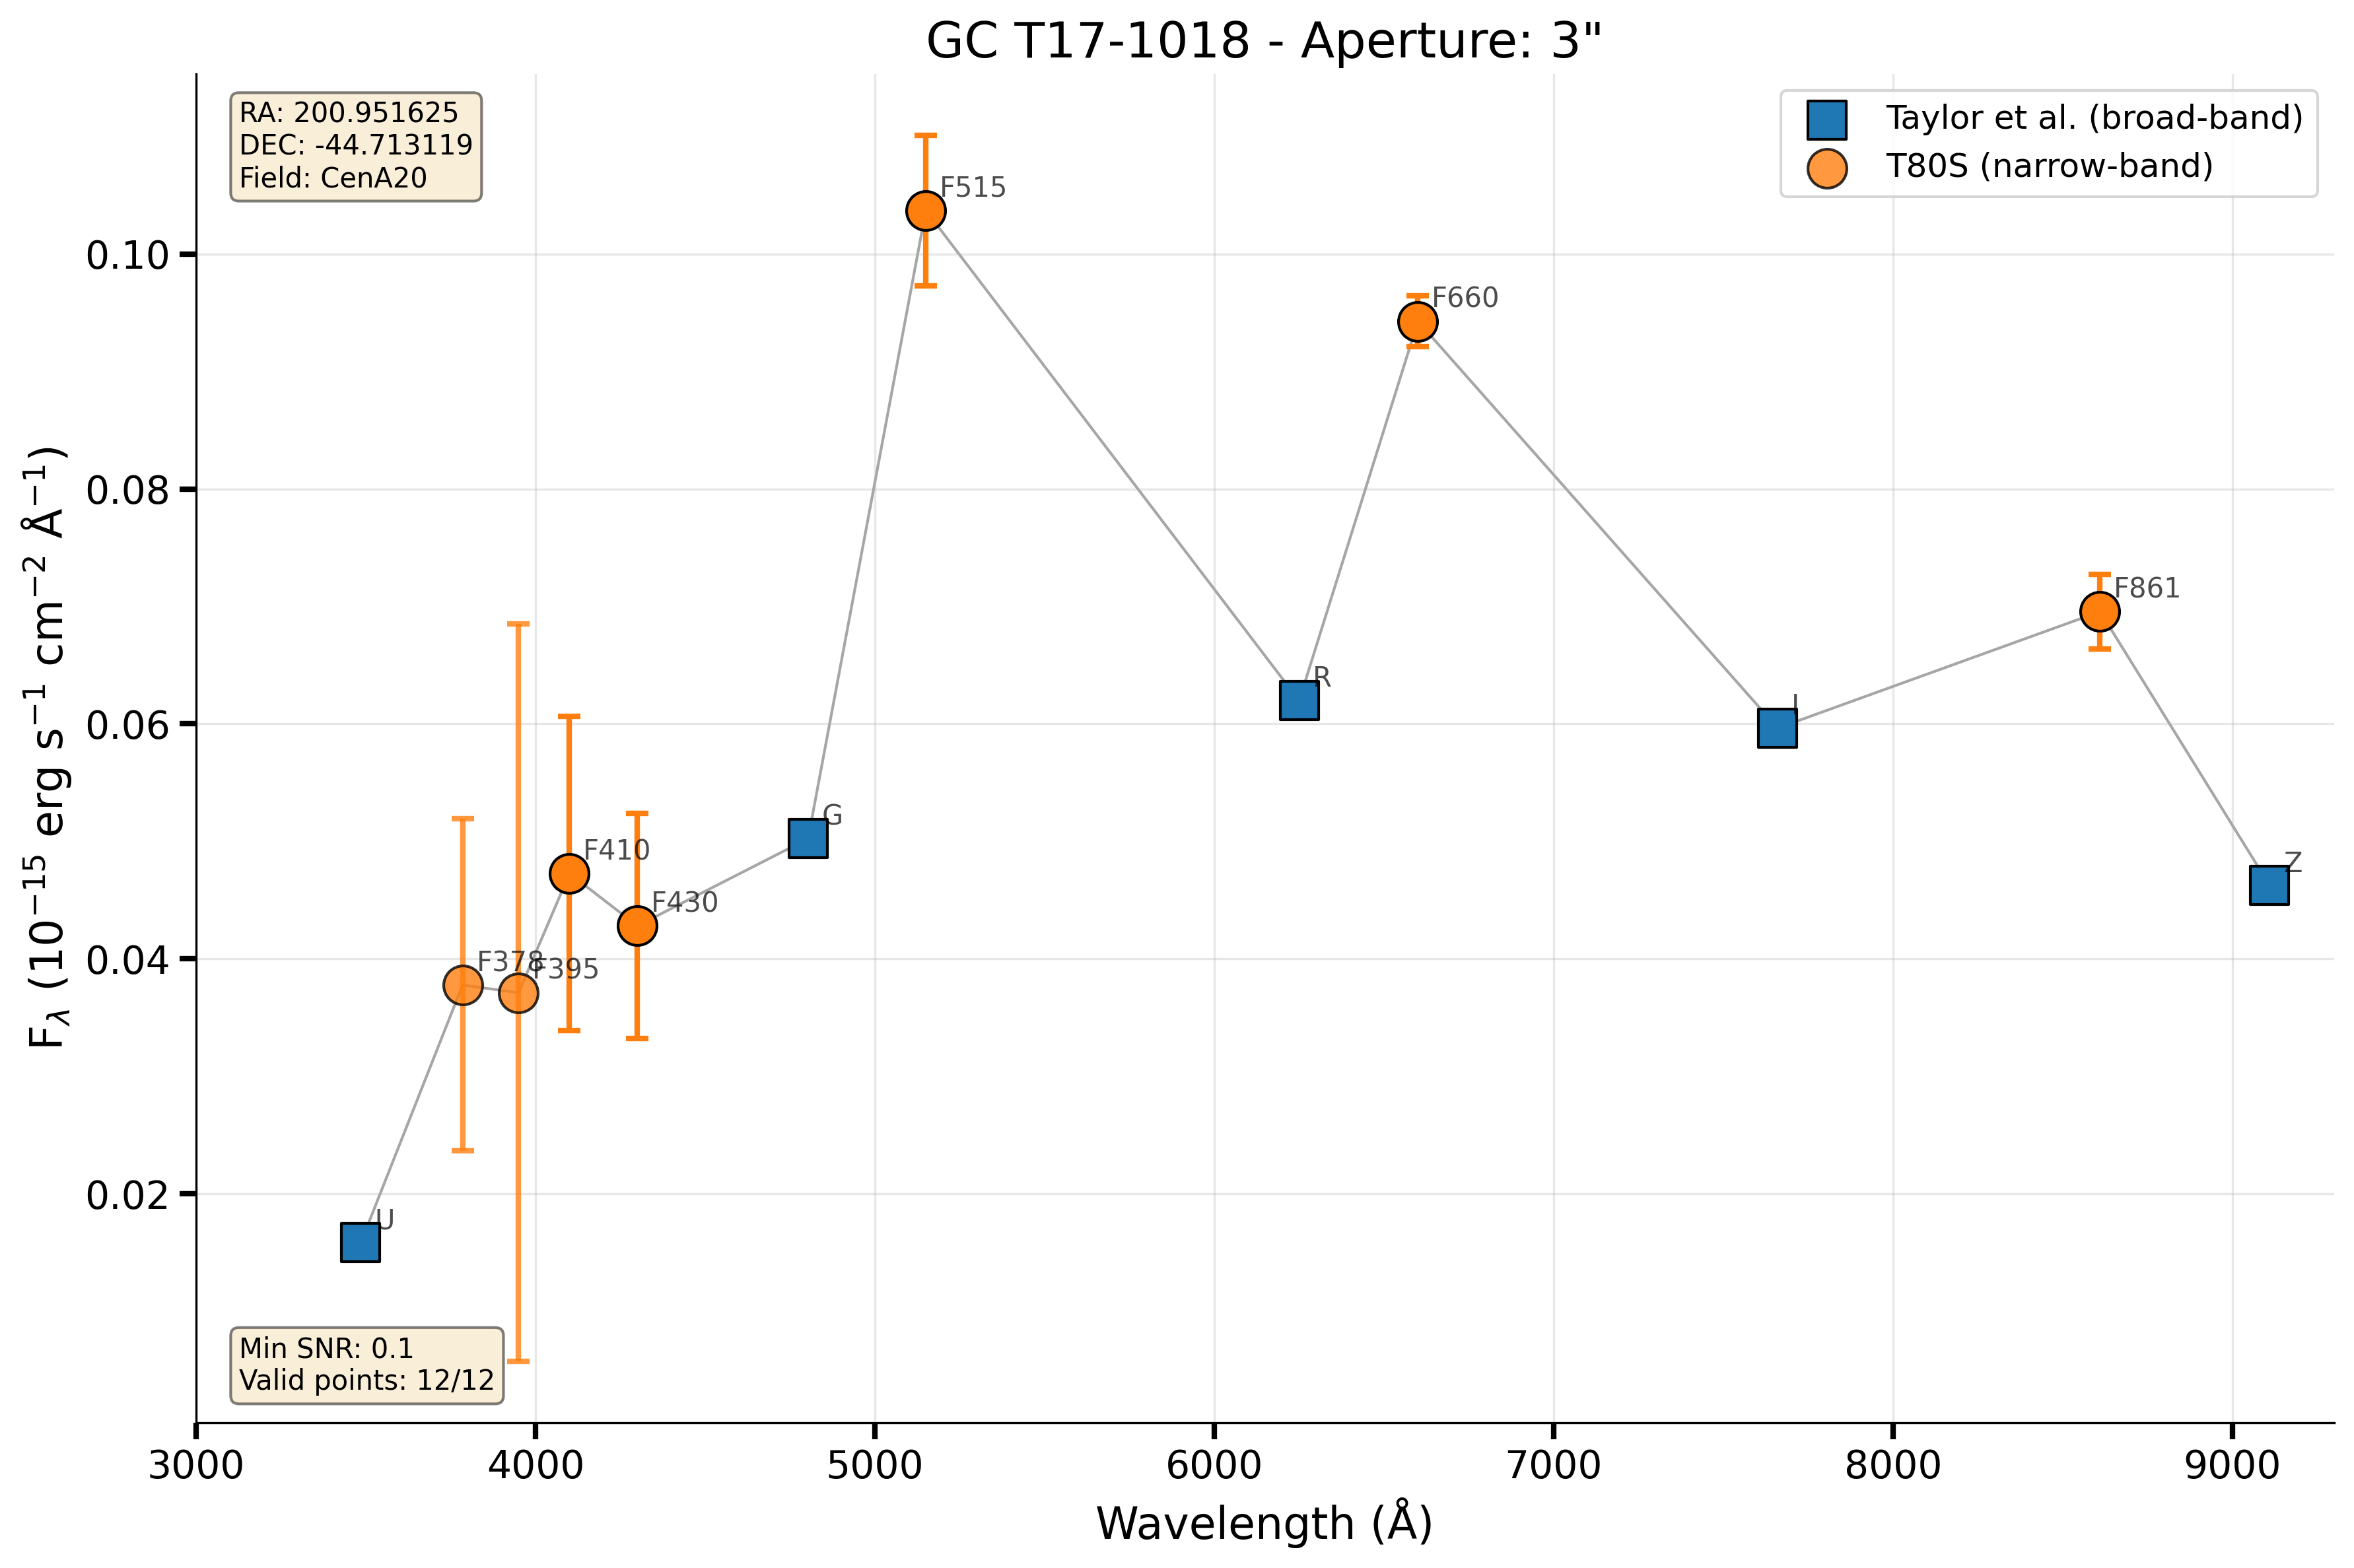 GC T17-1018 - Aperture: 3"
RA: 200.951625
DEC: -44.713119
Field: CenA20
Taylor et al. (broad-band)
T80S (narrow-band)
F515
F660
F861
R
I
G
Z
F410
F430
F378
F395
U
Min SNR: 0.1
Valid points: 12/12
0.10
0.08
0.06
0.04
0.02
F$_{λ}$ (10⁻¹⁵ erg s⁻¹ cm⁻² Å⁻¹)
3000 4000 5000 6000 7000 8000 9000
Wavelength (Å)